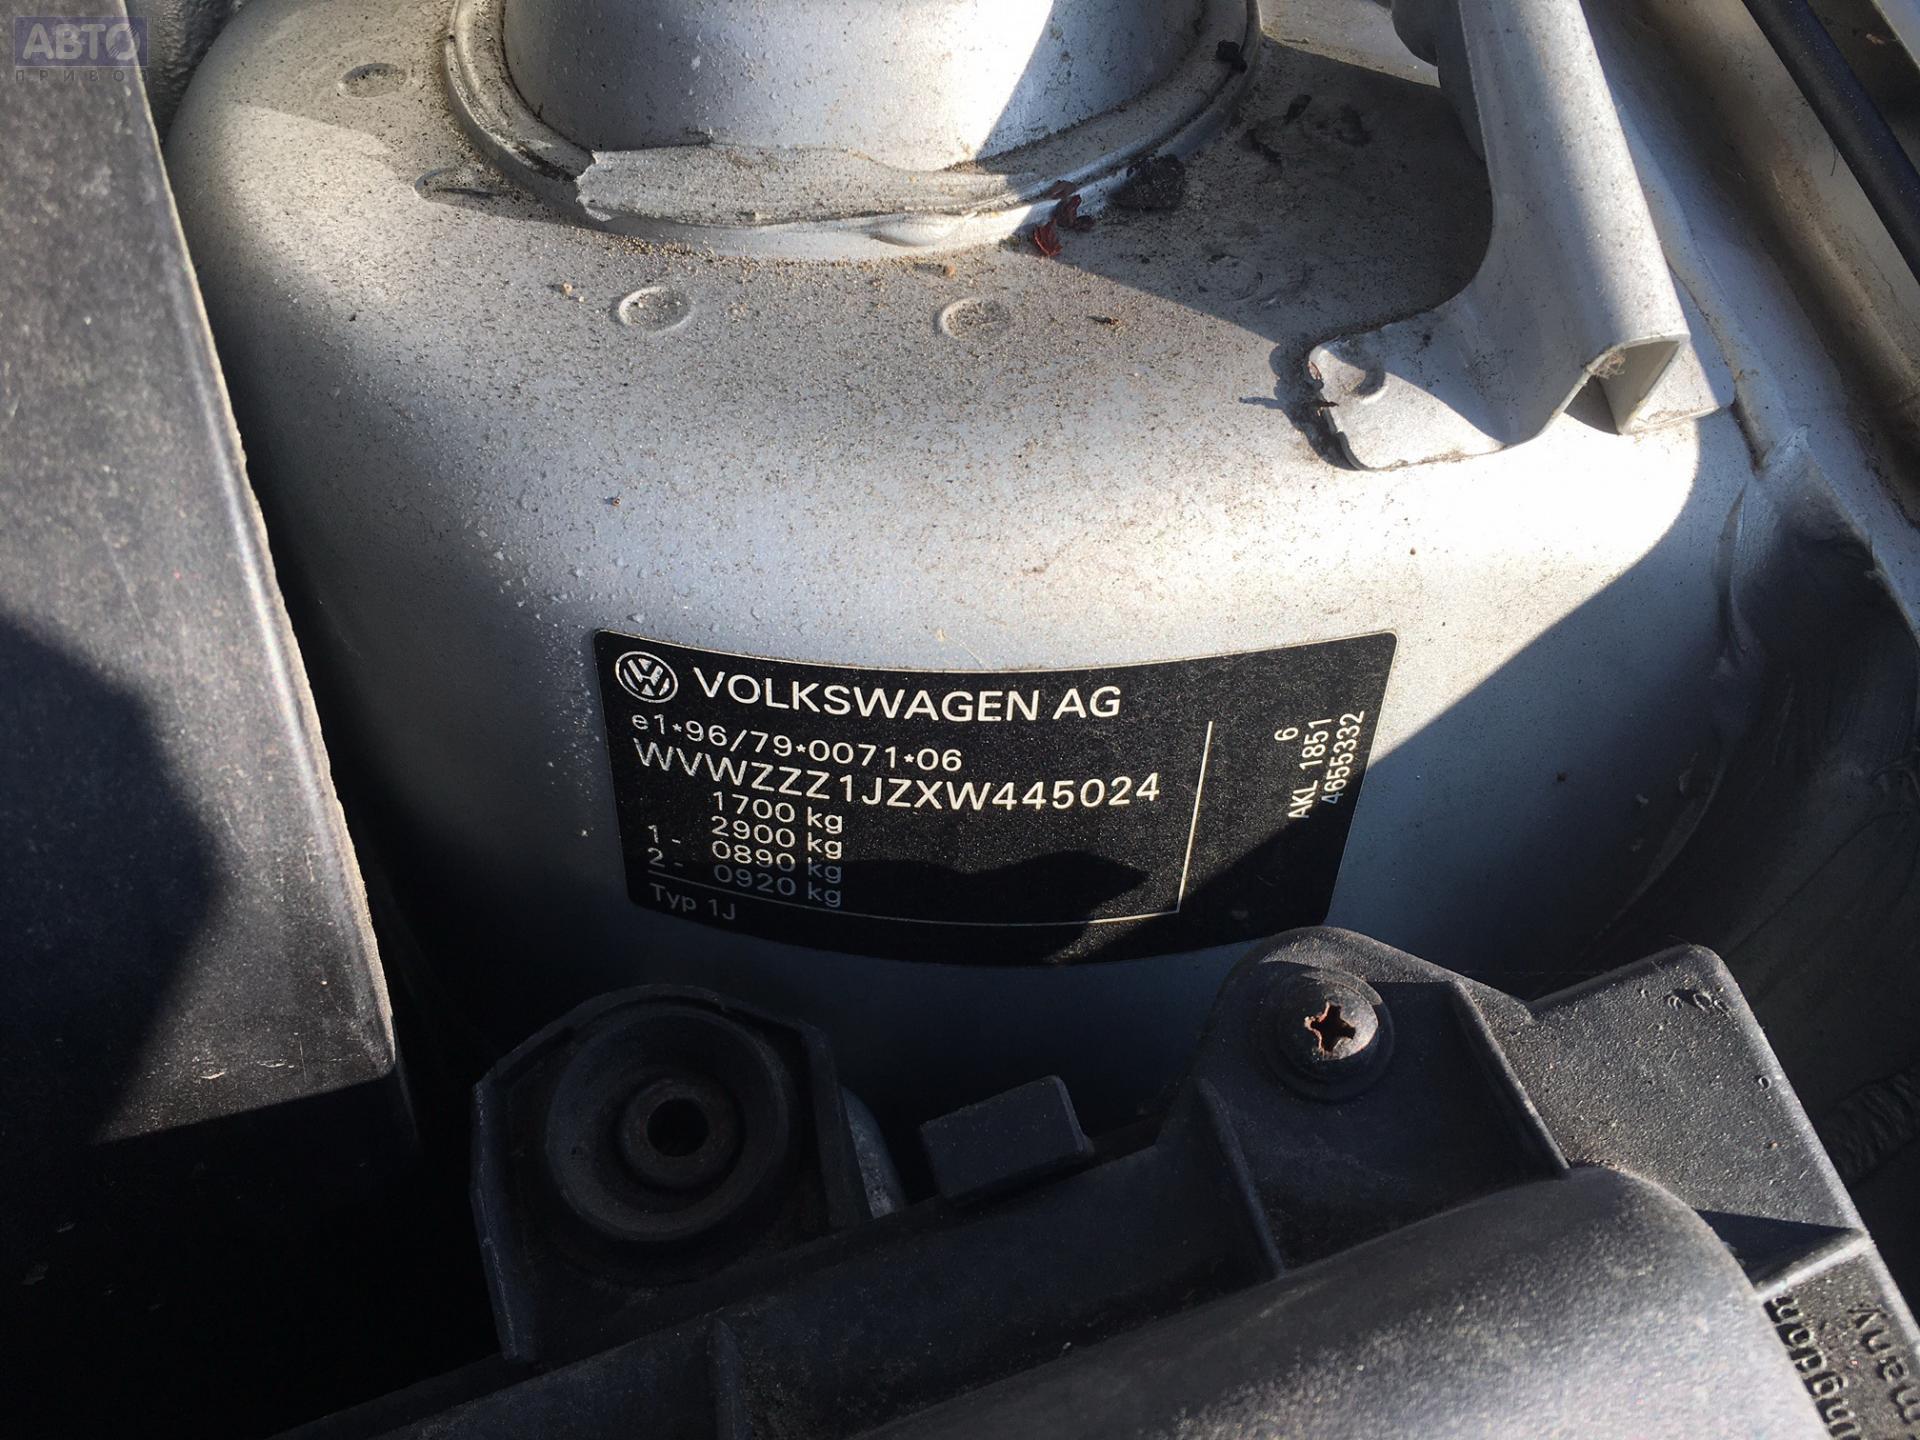 АВТО
ПРИВОЗ
VOLKSWAGEN AG
e1*96/79*0071*06
WVWZZZ1JZXW445024
1700 kg
2900 kg
1 - 0890 kg
2 - 0920 kg
Typ 1J
6
AKL 1851
4655332